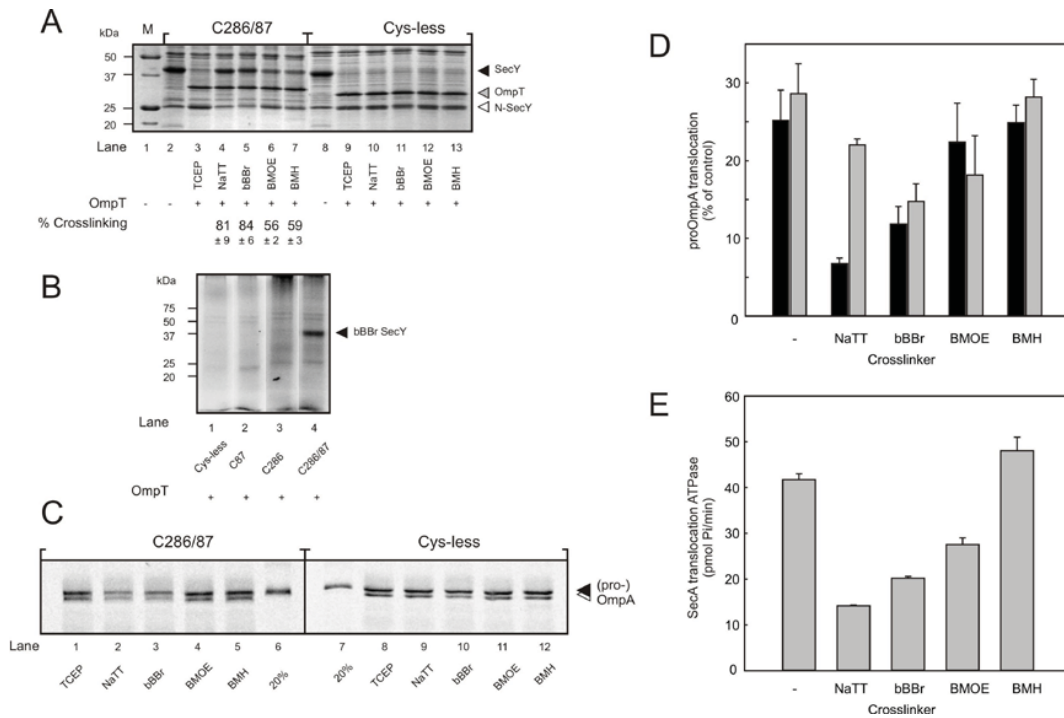 A
kDa
M
C286/87
Cys-less
50
37
25
20
SecY
OmpT
N-SecY
Lane
1 2 3 4 5 6 7 8 9 10 11 12 13
TCEP NaTT bBBr BMOE BMH TCEP NaTT bBBr BMOE BMH
OmpT
- - + + + + + - + + + + +
% Crosslinking
81 84 56 59
± 9 ± 6 ± 2 ± 3
B
kDa
75
50
37
25
20
bBBr SecY
Lane
1 2 3 4
Cys-less C87 C286 C286/87
OmpT
+ + + +
C
C286/87
Cys-less
(pro-)
OmpA
Lane
1 2 3 4 5 6 7 8 9 10 11 12
TCEP NaTT bBBr BMOE BMH 20% 20% TCEP NaTT bBBr BMOE BMH
D
proOmpA translocation
(% of control)
30
20
10
0
- NaTT bBBr BMOE BMH
Crosslinker
E
SecA translocation ATPase
(pmol Pi/min)
60
50
40
30
20
10
0
- NaTT bBBr BMOE BMH
Crosslinker